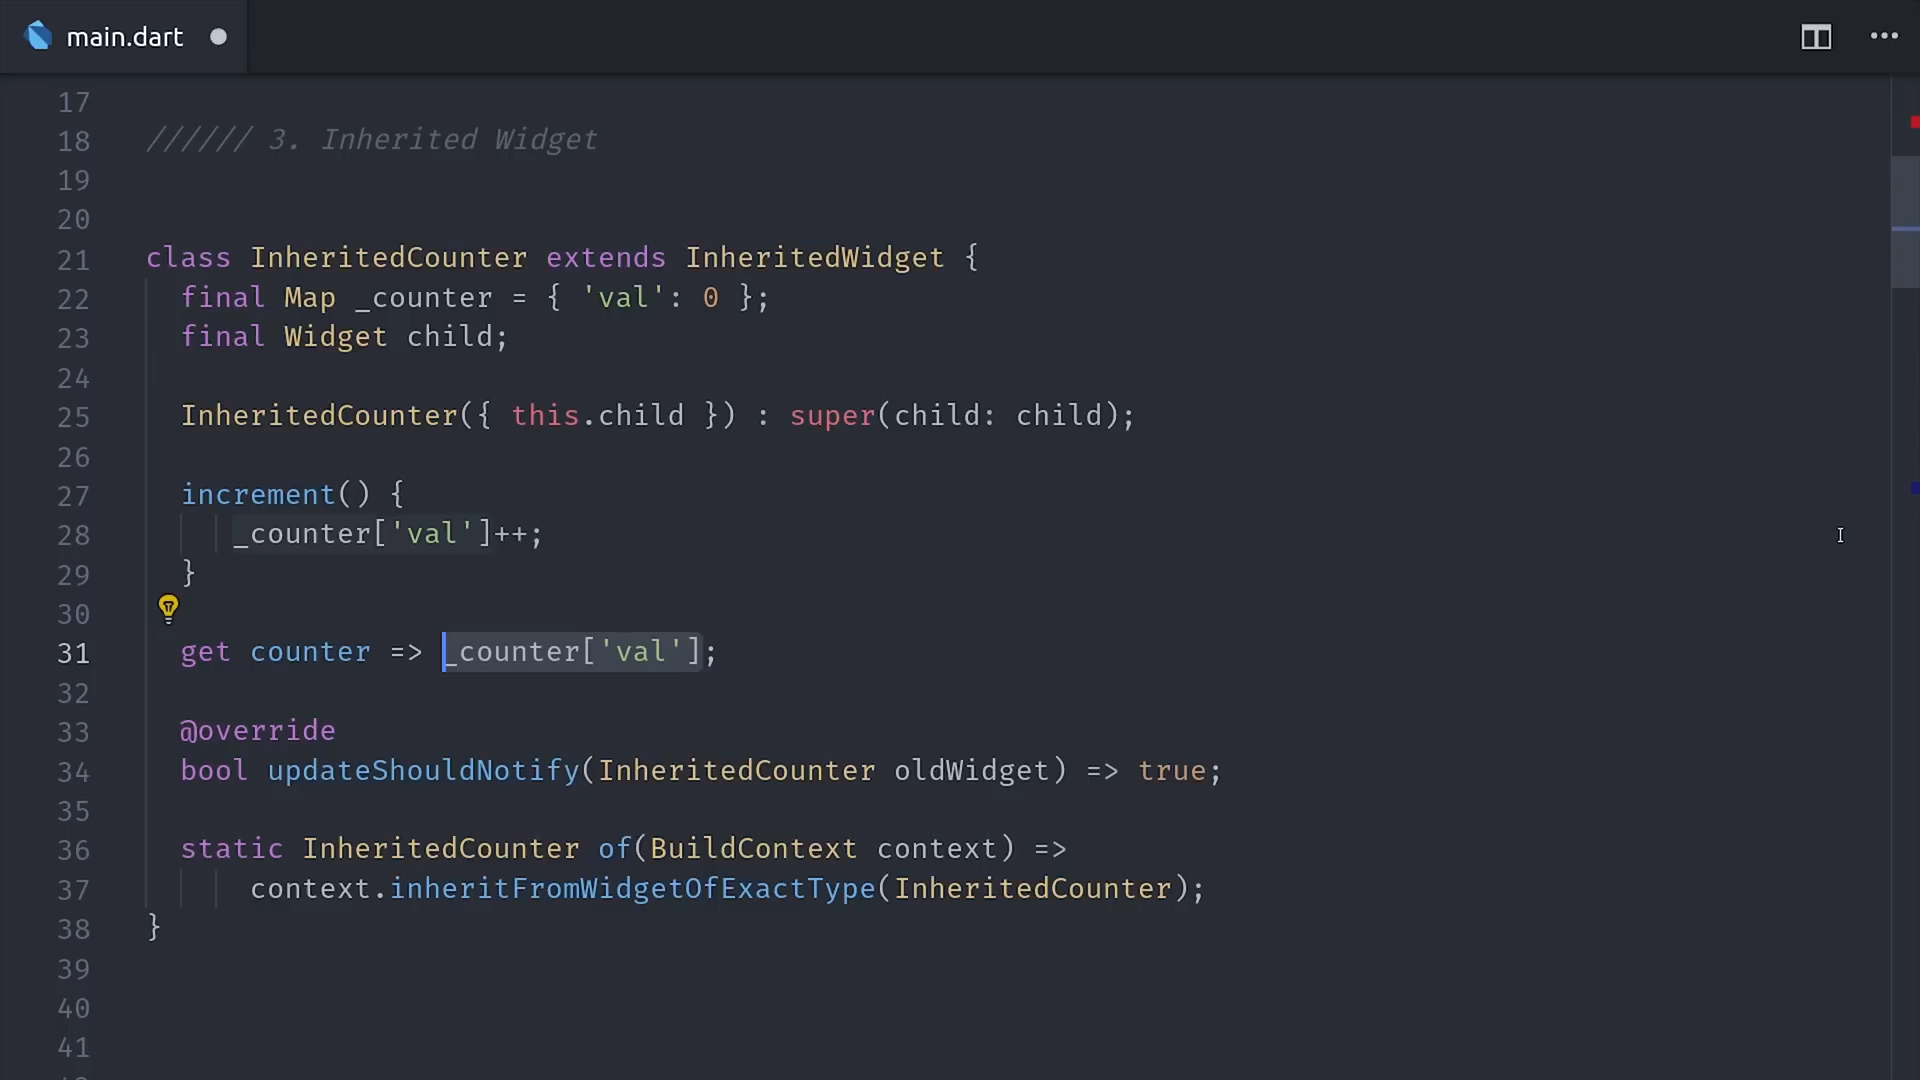 main.dart
17
18 ////// 3. Inherited Widget
19
20
21 class InheritedCounter extends InheritedWidget {
22 final Map _counter = { 'val': 0 };
23 final Widget child;
24
25 InheritedCounter({ this.child }) : super(child: child);
26
27 increment() {
28 _counter['val']++;
29 }
30
31 get counter => _counter['val'];
32
33 @override
34 bool updateShouldNotify(InheritedCounter oldWidget) => true;
35
36 static InheritedCounter of(BuildContext context) =>
37 context.inheritFromWidgetOfExactType(InheritedCounter);
38 }
39
40
41